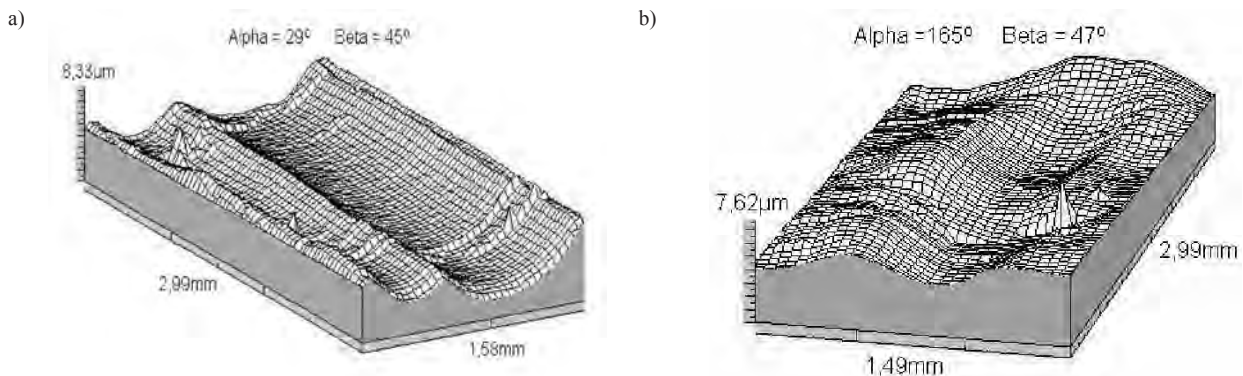 a)
Alpha = 29º Beta = 45º
8,33µm
2,99mm
1,58mm
b)
Alpha = 165º Beta = 47º
7,62µm
2,99mm
1,49mm